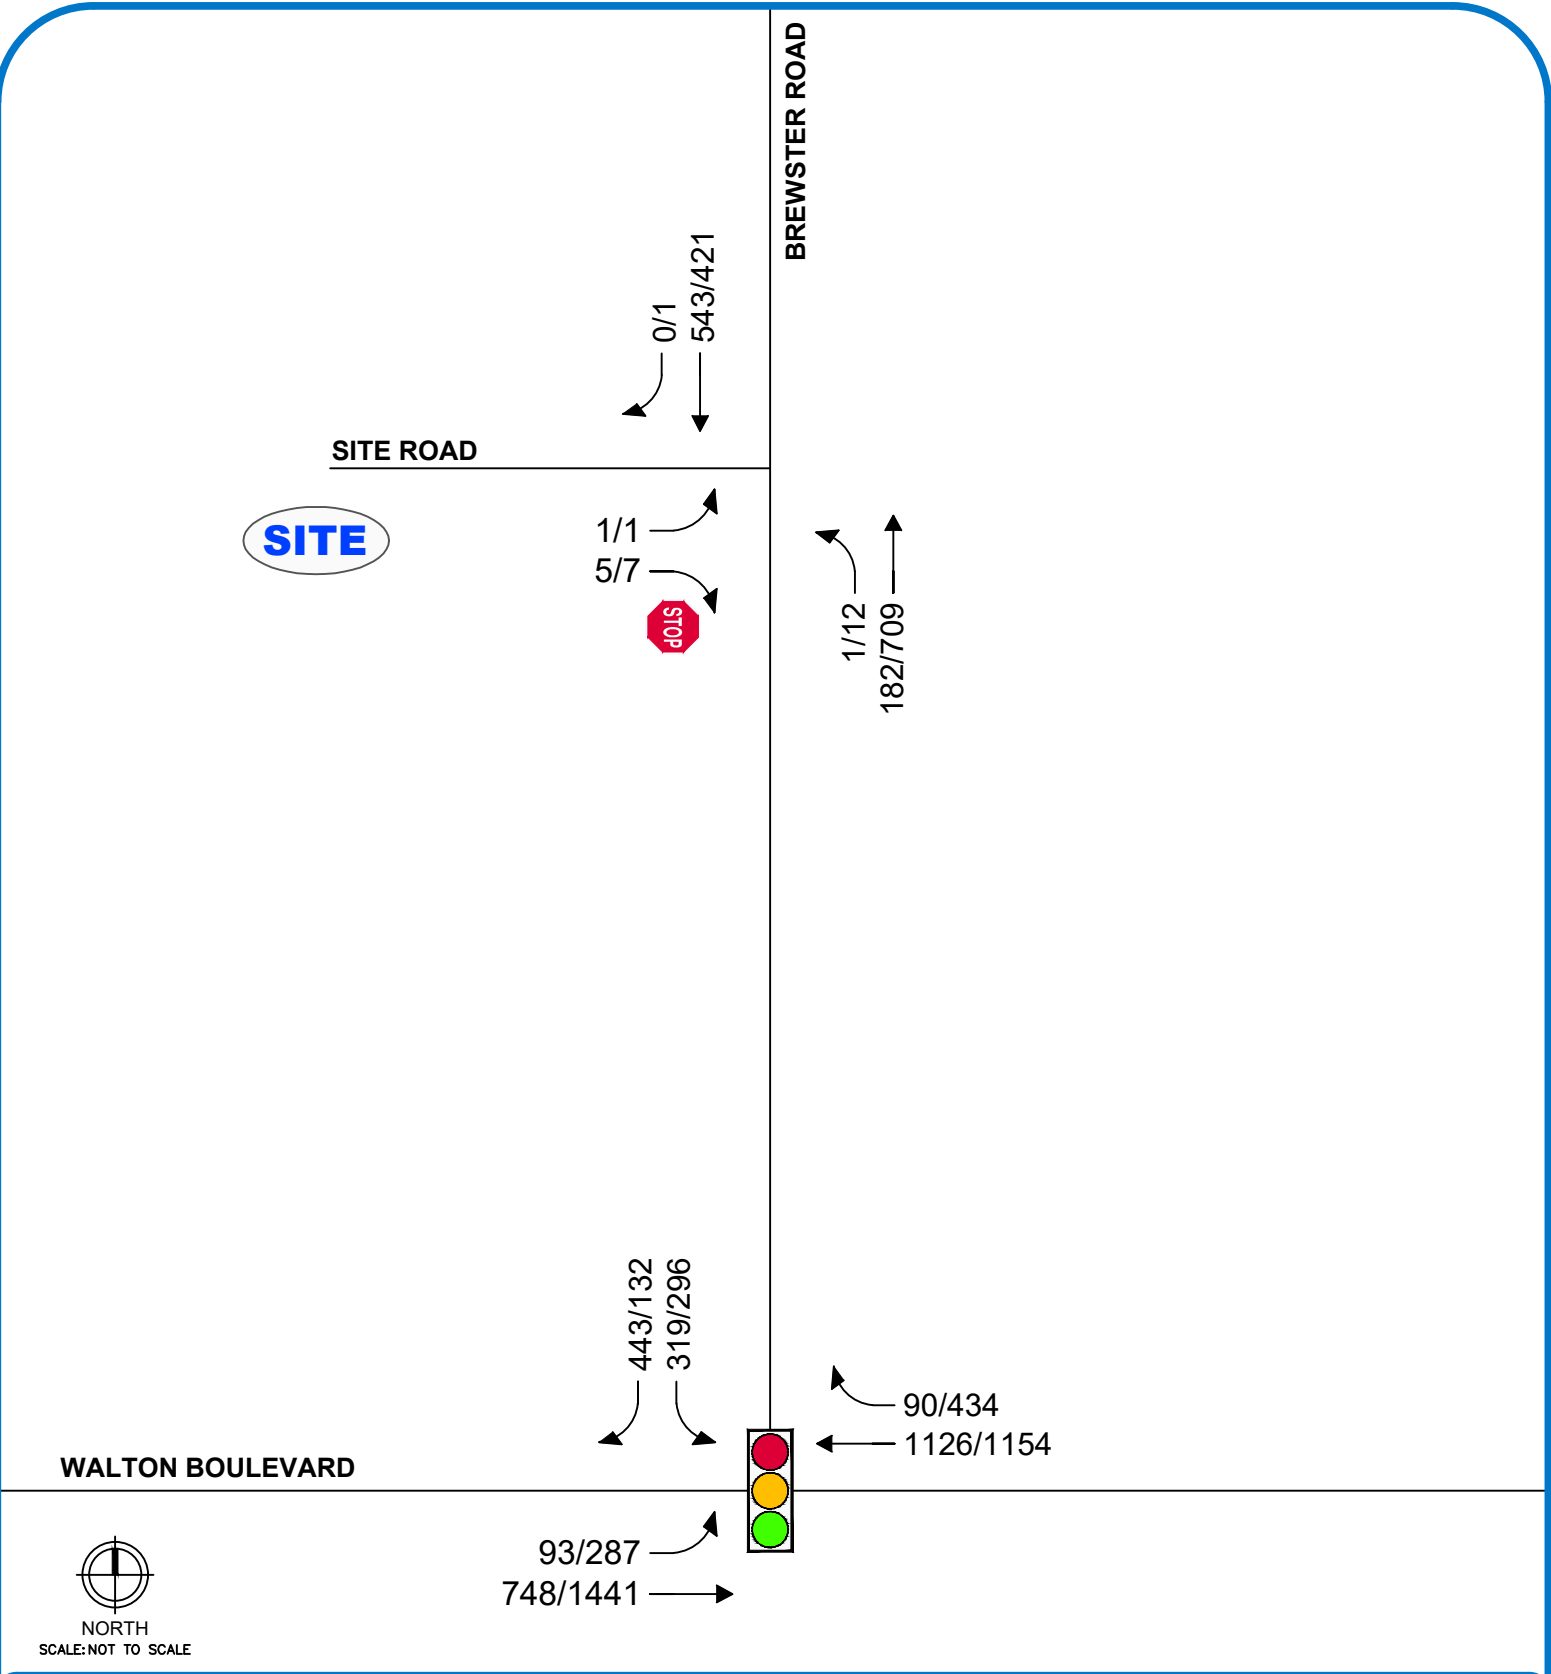 BREWSTER ROAD
0/1
543/421
SITE ROAD
SITE
1/1
5/7
STOP
1/12
182/709
443/132
319/296
90/434
1126/1154
WALTON BOULEVARD
93/287
748/1441
NORTH
SCALE: NOT TO SCALE